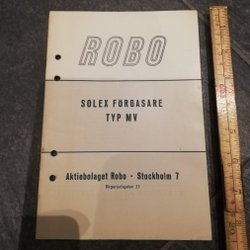 ROBO
SOLEX FÖRGASARE
TYP MV
Aktiebolaget Robo - Stockholm 7